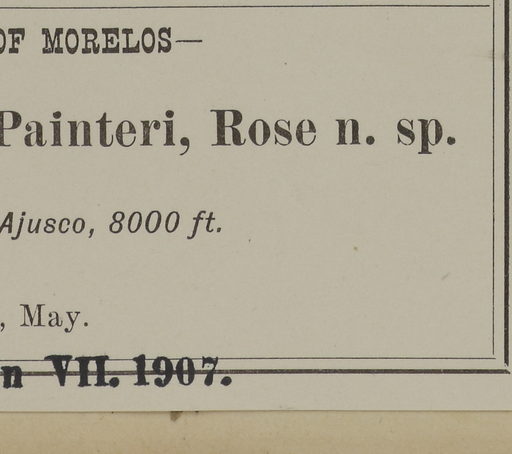 OF MORELOS—
Painteri, Rose n. sp.
Ajusco, 8000 ft.
, May.
n VII. 1907.